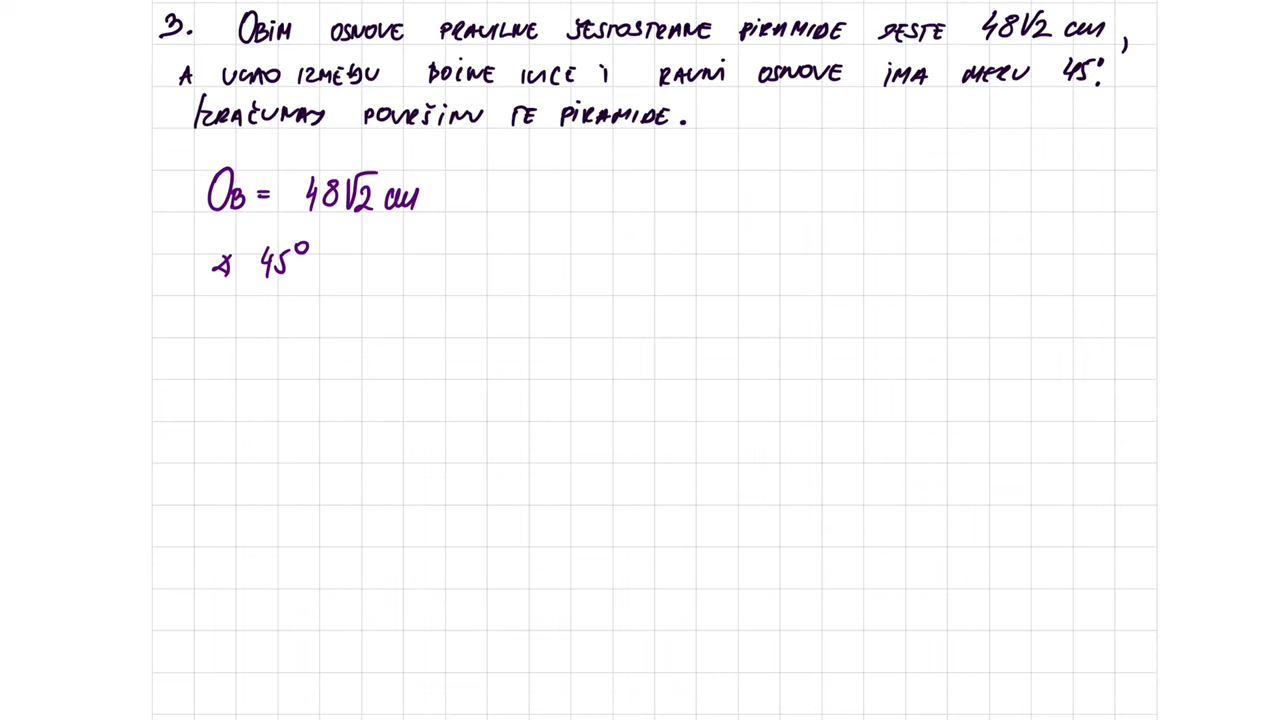 3. OBIM OSNOVE PRAVILNE ŠESTOSTRANE PIRAMIDE JESTE 48√2 cm,
A UGAO IZMEĐU BOČNE IVICE I RAVNI OSNOVE IMA MERU 45°.
IZRAČUNAJ POVRŠINU TE PIRAMIDE.
OB = 48√2 cm
∢ 45°